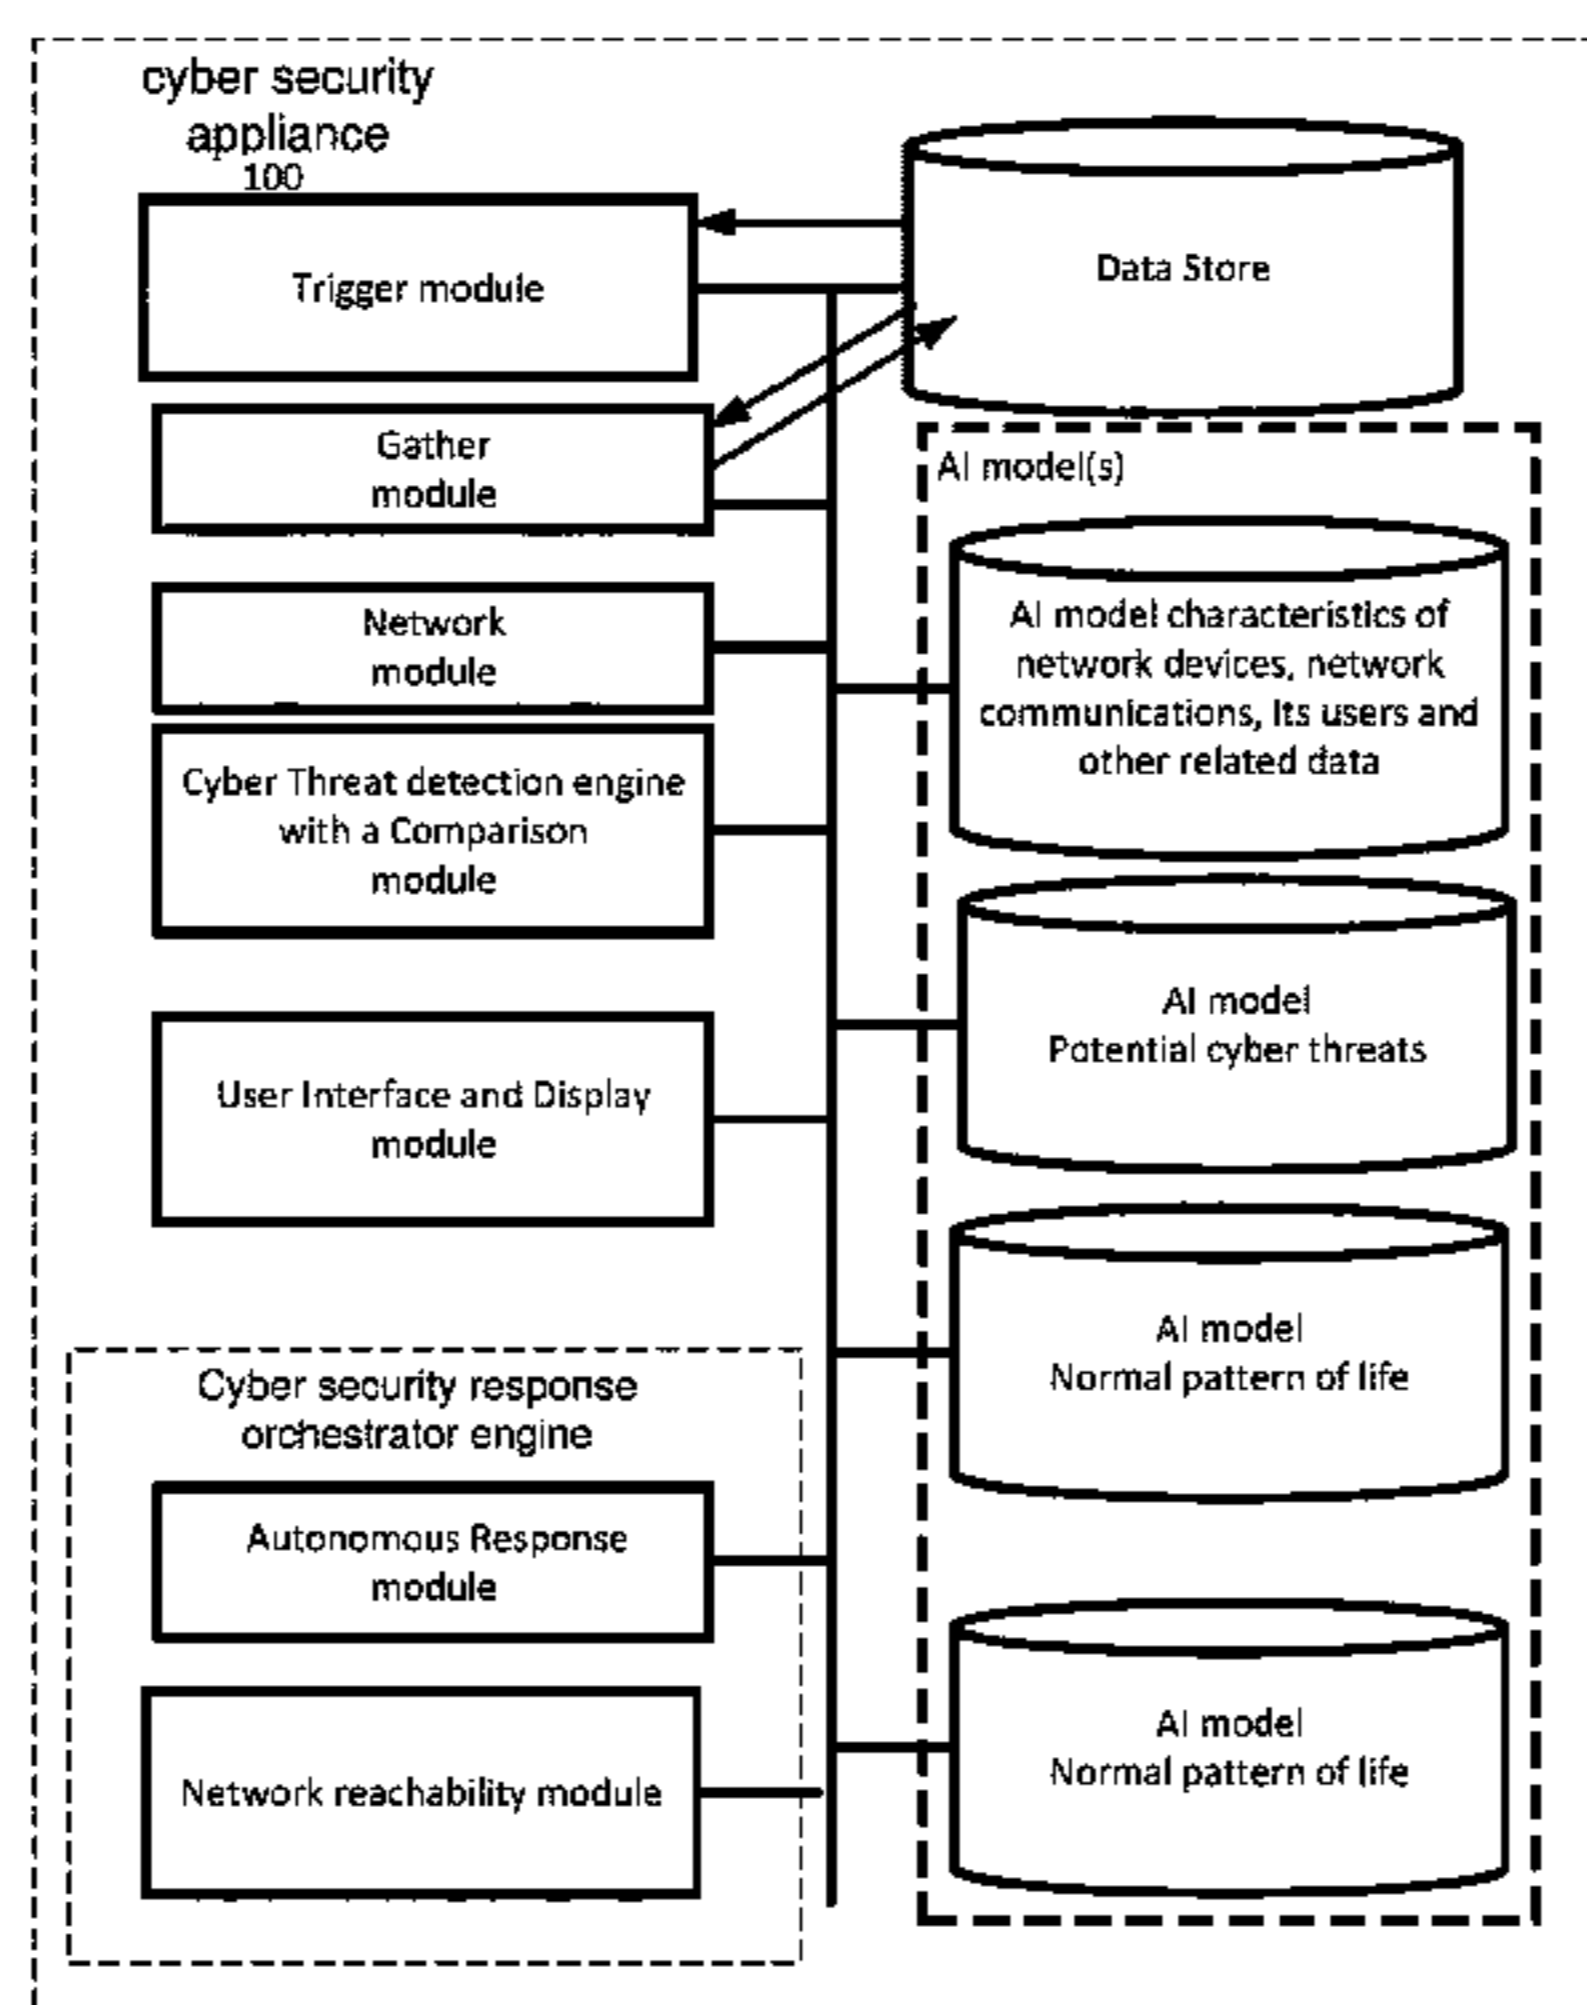 cyber security
appliance
100
Trigger module
Data Store
Gather
module
AI model(s)
Network
module
AI model characteristics of
network devices, network
communications, Its users and
other related data
Cyber Threat detection engine
with a Comparison
module
AI model
Potential cyber threats
User Interface and Display
module
AI model
Normal pattern of life
Cyber security response
orchestrator engine
Autonomous Response
module
AI model
Normal pattern of life
Network reachability module